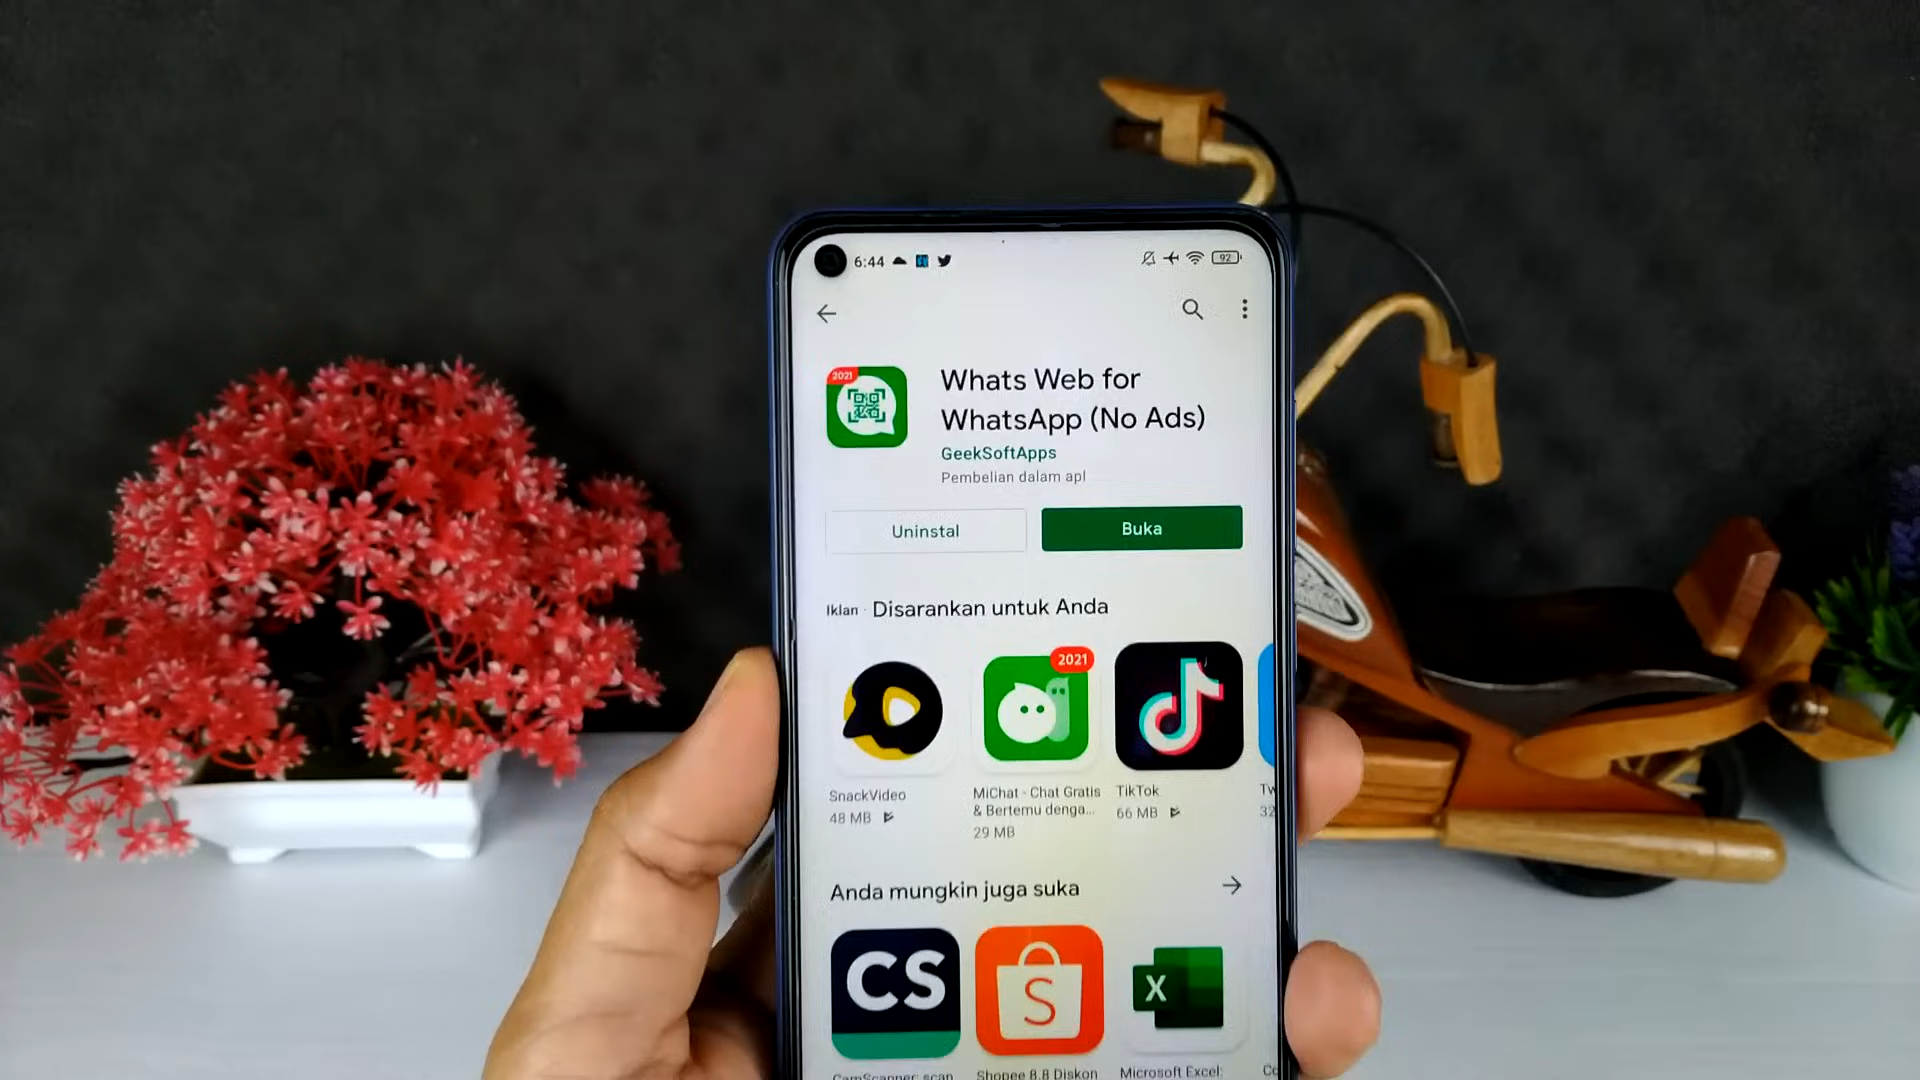 6:44
92
2021
Whats Web for
WhatsApp (No Ads)
GeekSoftApps
Pembelian dalam apl
Uninstal
Buka
Iklan · Disarankan untuk Anda
2021
SnackVideo
48 MB
MiChat - Chat Gratis
& Bertemu denga...
29 MB
TikTok
66 MB
Tw
32
Anda mungkin juga suka
CS
S
X
CamScanner: scan
Shopee 8.8 Diskon
Microsoft Excel: